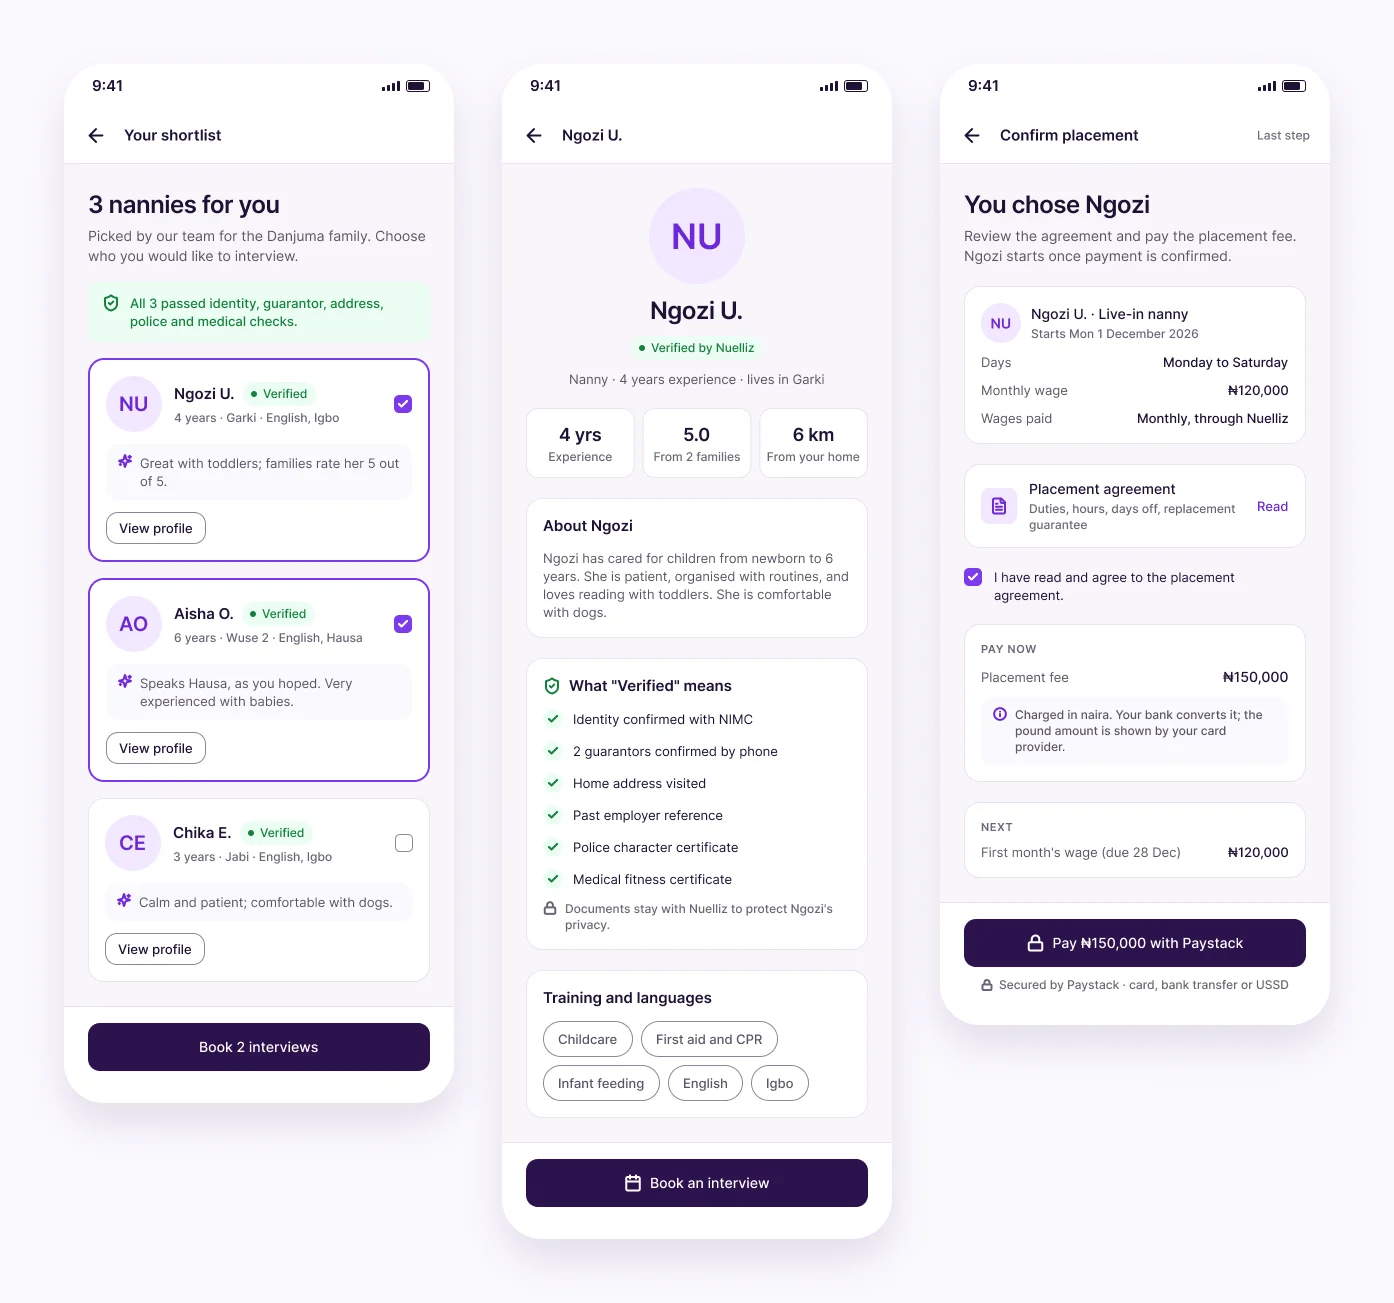 9:41
Your shortlist
3 nannies for you
Picked by our team for the Danjuma family. Choose
who you would like to interview.
All 3 passed identity, guarantor, address,
police and medical checks.
NU
Ngozi U.
Verified
4 years · Garki · English, Igbo
Great with toddlers; families rate her 5 out
of 5.
View profile
AO
Aisha O.
Verified
6 years · Wuse 2 · English, Hausa
Speaks Hausa, as you hoped. Very
experienced with babies.
View profile
CE
Chika E.
Verified
3 years · Jabi · English, Igbo
Calm and patient; comfortable with dogs.
View profile
Book 2 interviews
9:41
Ngozi U.
NU
Ngozi U.
Verified by Nuelliz
Nanny · 4 years experience · lives in Garki
4 yrs
Experience
5.0
From 2 families
6 km
From your home
About Ngozi
Ngozi has cared for children from newborn to 6
years. She is patient, organised with routines, and
loves reading with toddlers. She is comfortable
with dogs.
What "Verified" means
Identity confirmed with NIMC
2 guarantors confirmed by phone
Home address visited
Past employer reference
Police character certificate
Medical fitness certificate
Documents stay with Nuelliz to protect Ngozi's
privacy.
Training and languages
Childcare
First aid and CPR
Infant feeding
English
Igbo
Book an interview
9:41
Confirm placement
Last step
You chose Ngozi
Review the agreement and pay the placement fee.
Ngozi starts once payment is confirmed.
NU
Ngozi U. · Live-in nanny
Starts Mon 1 December 2026
Days
Monday to Saturday
Monthly wage
₦120,000
Wages paid
Monthly, through Nuelliz
Placement agreement
Duties, hours, days off, replacement
guarantee
Read
I have read and agree to the placement
agreement.
PAY NOW
Placement fee
₦150,000
Charged in naira. Your bank converts it; the
pound amount is shown by your card
provider.
NEXT
First month's wage (due 28 Dec)
₦120,000
Pay ₦150,000 with Paystack
Secured by Paystack · card, bank transfer or USSD